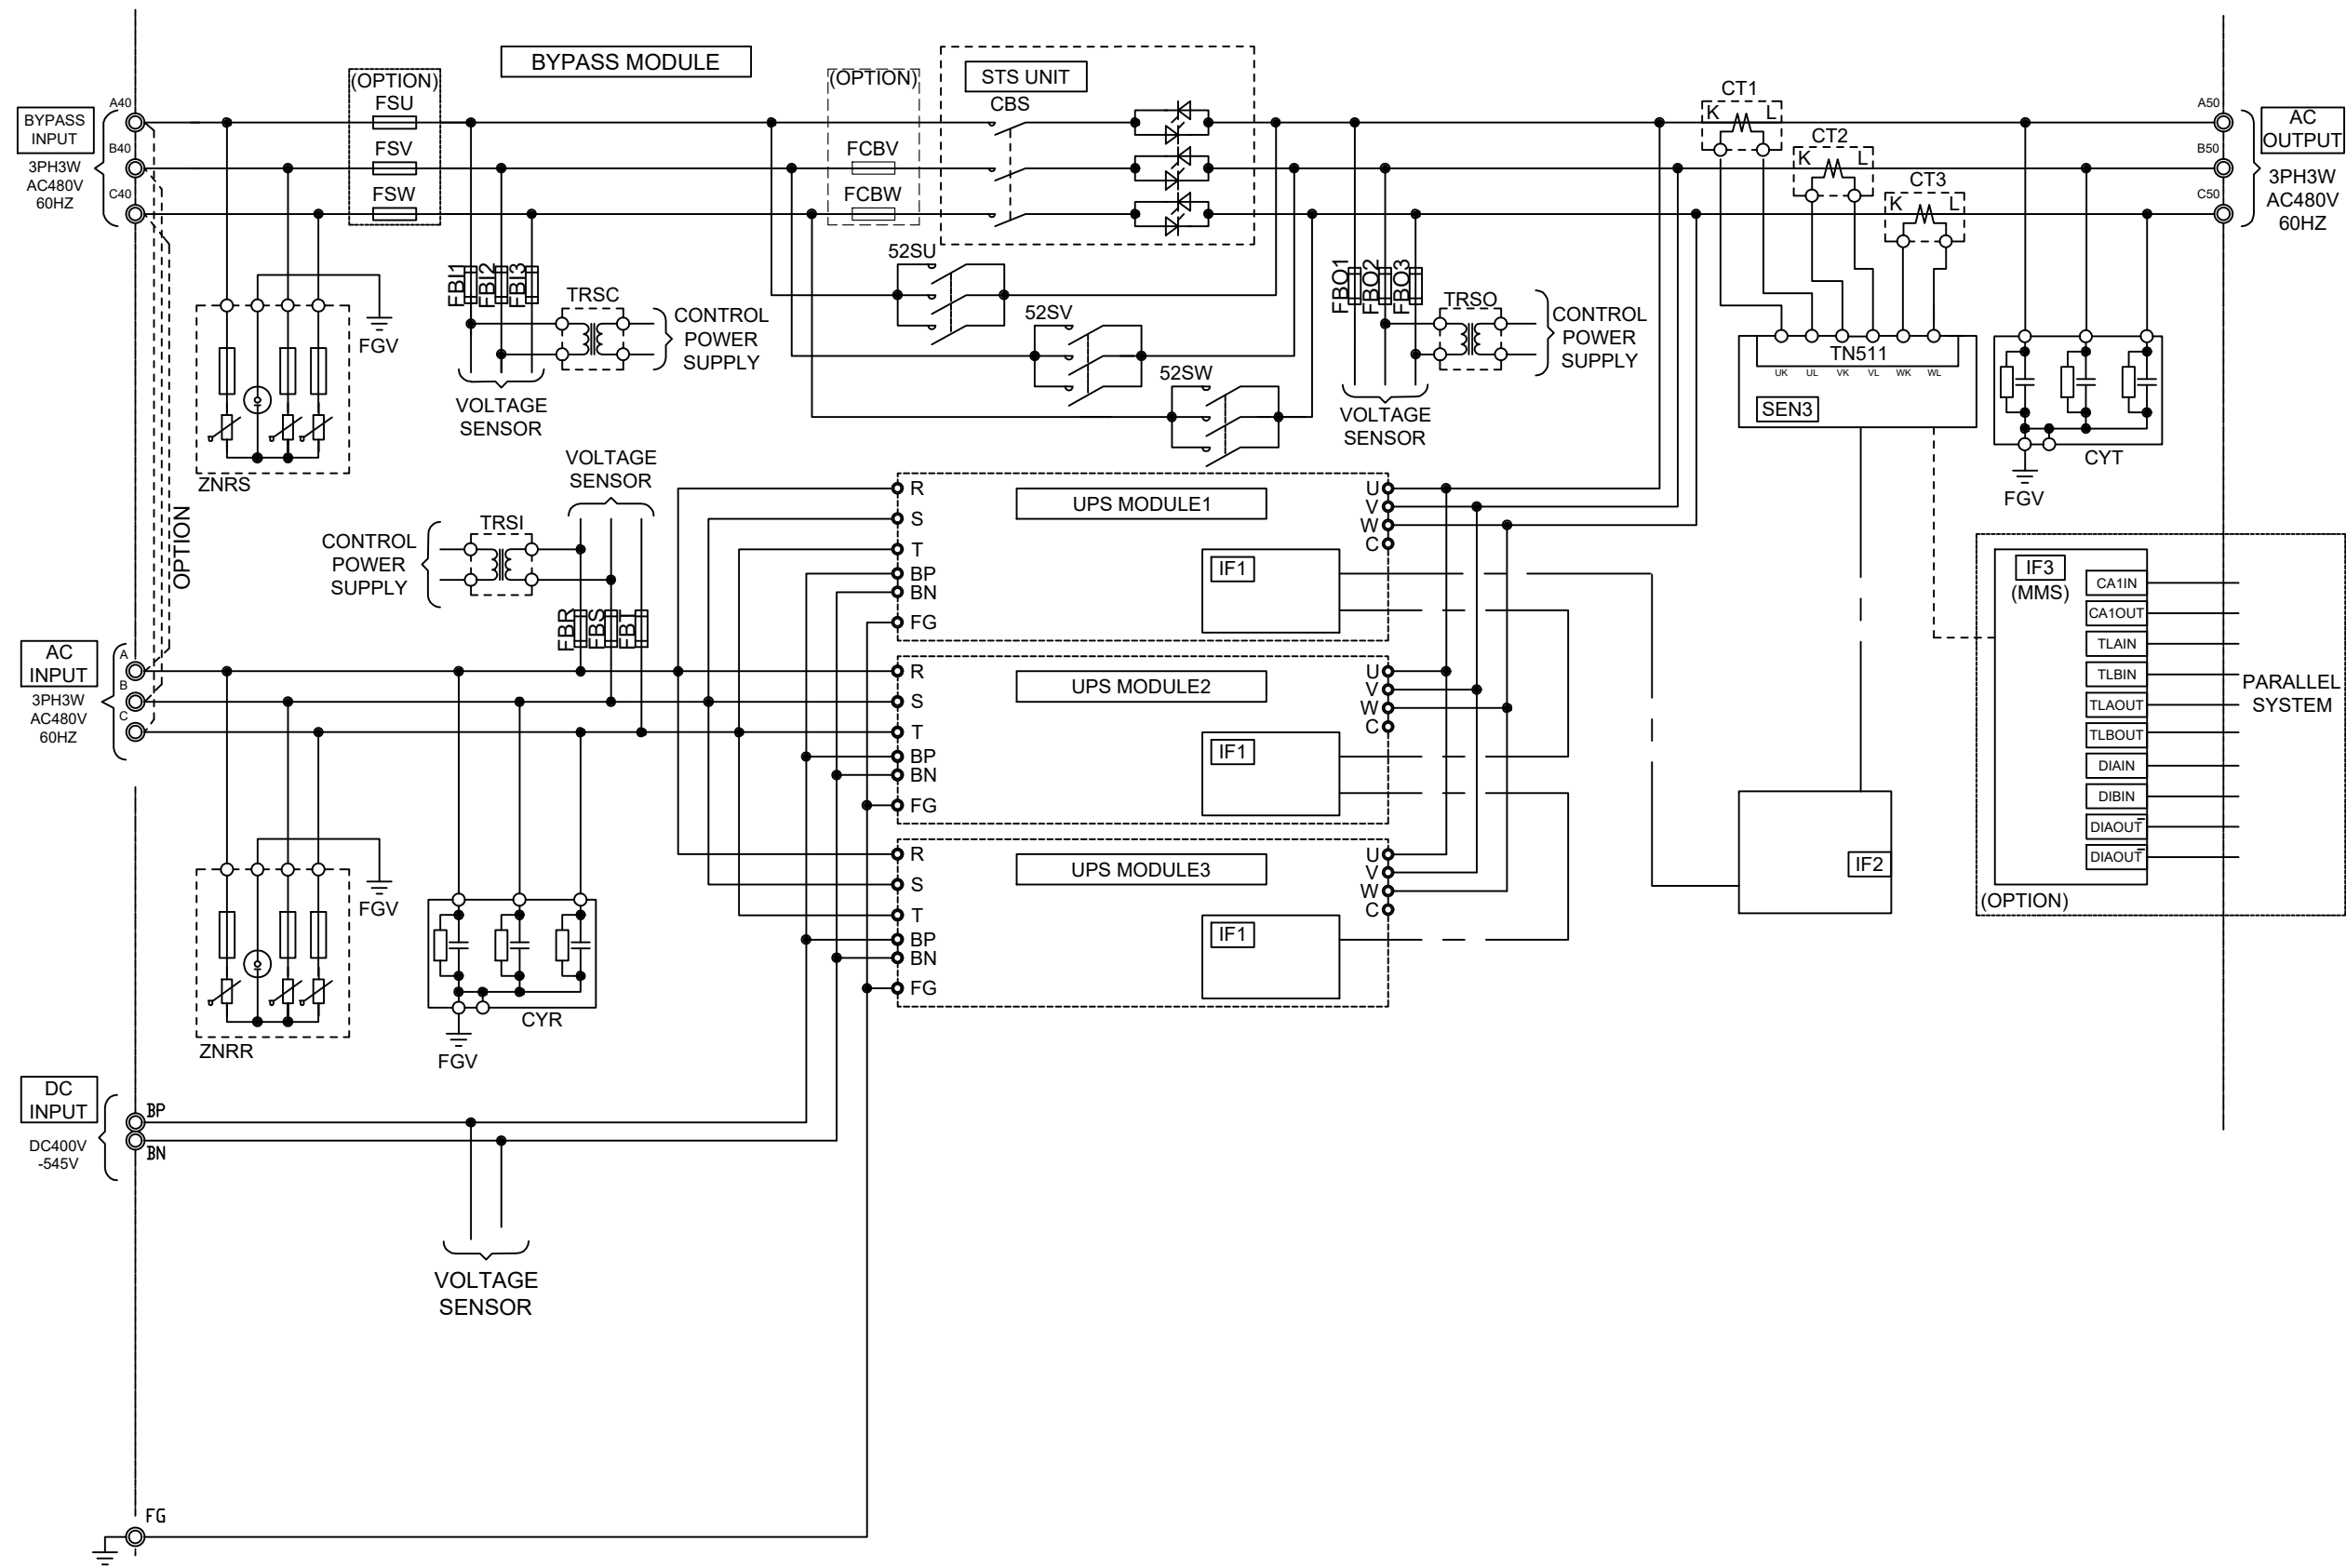 BYPASS MODULE
(OPTION)
FSU
FSV
FSW
(OPTION)
FCBV
FCBW
STS UNIT
CBS
CT1
K
L
CT2
K
L
CT3
K
L
A40
BYPASS
INPUT
B40
3PH3W
AC480V
60HZ
C40
A50
AC
OUTPUT
B50
3PH3W
AC480V
60HZ
C50
52SU
52SV
52SW
FBI1
FBI2
FBI3
TRSC
CONTROL
POWER
SUPPLY
VOLTAGE
SENSOR
FGV
ZNRS
FBO1
FBO2
FBO3
TRSO
CONTROL
POWER
SUPPLY
VOLTAGE
SENSOR
TN511
UK
UL
VK
VL
WK
WL
SEN3
CYT
FGV
OPTION
VOLTAGE
SENSOR
TRSI
CONTROL
POWER
SUPPLY
FBR
FBS
FBT
AC
INPUT
A
B
C
3PH3W
AC480V
60HZ
FGV
ZNRR
CYR
FGV
UPS MODULE1
R
S
T
BP
BN
FG
U
V
W
C
IF1
UPS MODULE2
R
S
T
BP
BN
FG
U
V
W
C
IF1
UPS MODULE3
R
S
T
BP
BN
FG
U
V
W
C
IF1
IF2
IF3
(MMS)
CA1IN
CA1OUT
TLAIN
TLBIN
TLAOUT
TLBOUT
DIAIN
DIBIN
DIAOUT
DIAOUT
(OPTION)
PARALLEL
SYSTEM
DC
INPUT
DC400V
-545V
BP
BN
VOLTAGE
SENSOR
FG